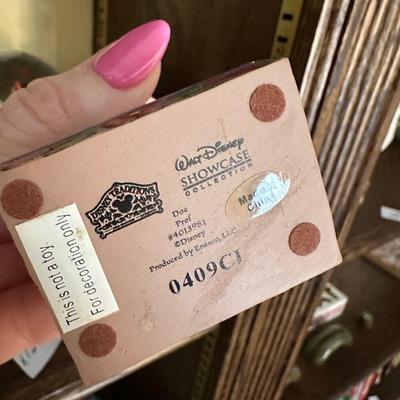 DISNEY TRADITIONS
WALT DISNEY
SHOWCASE
COLLECTION
Doc
Prof
#4013981
©Disney
Produced by Enesco, LLC
0409CI
Made in
China
This is not a toy.
For decoration only.